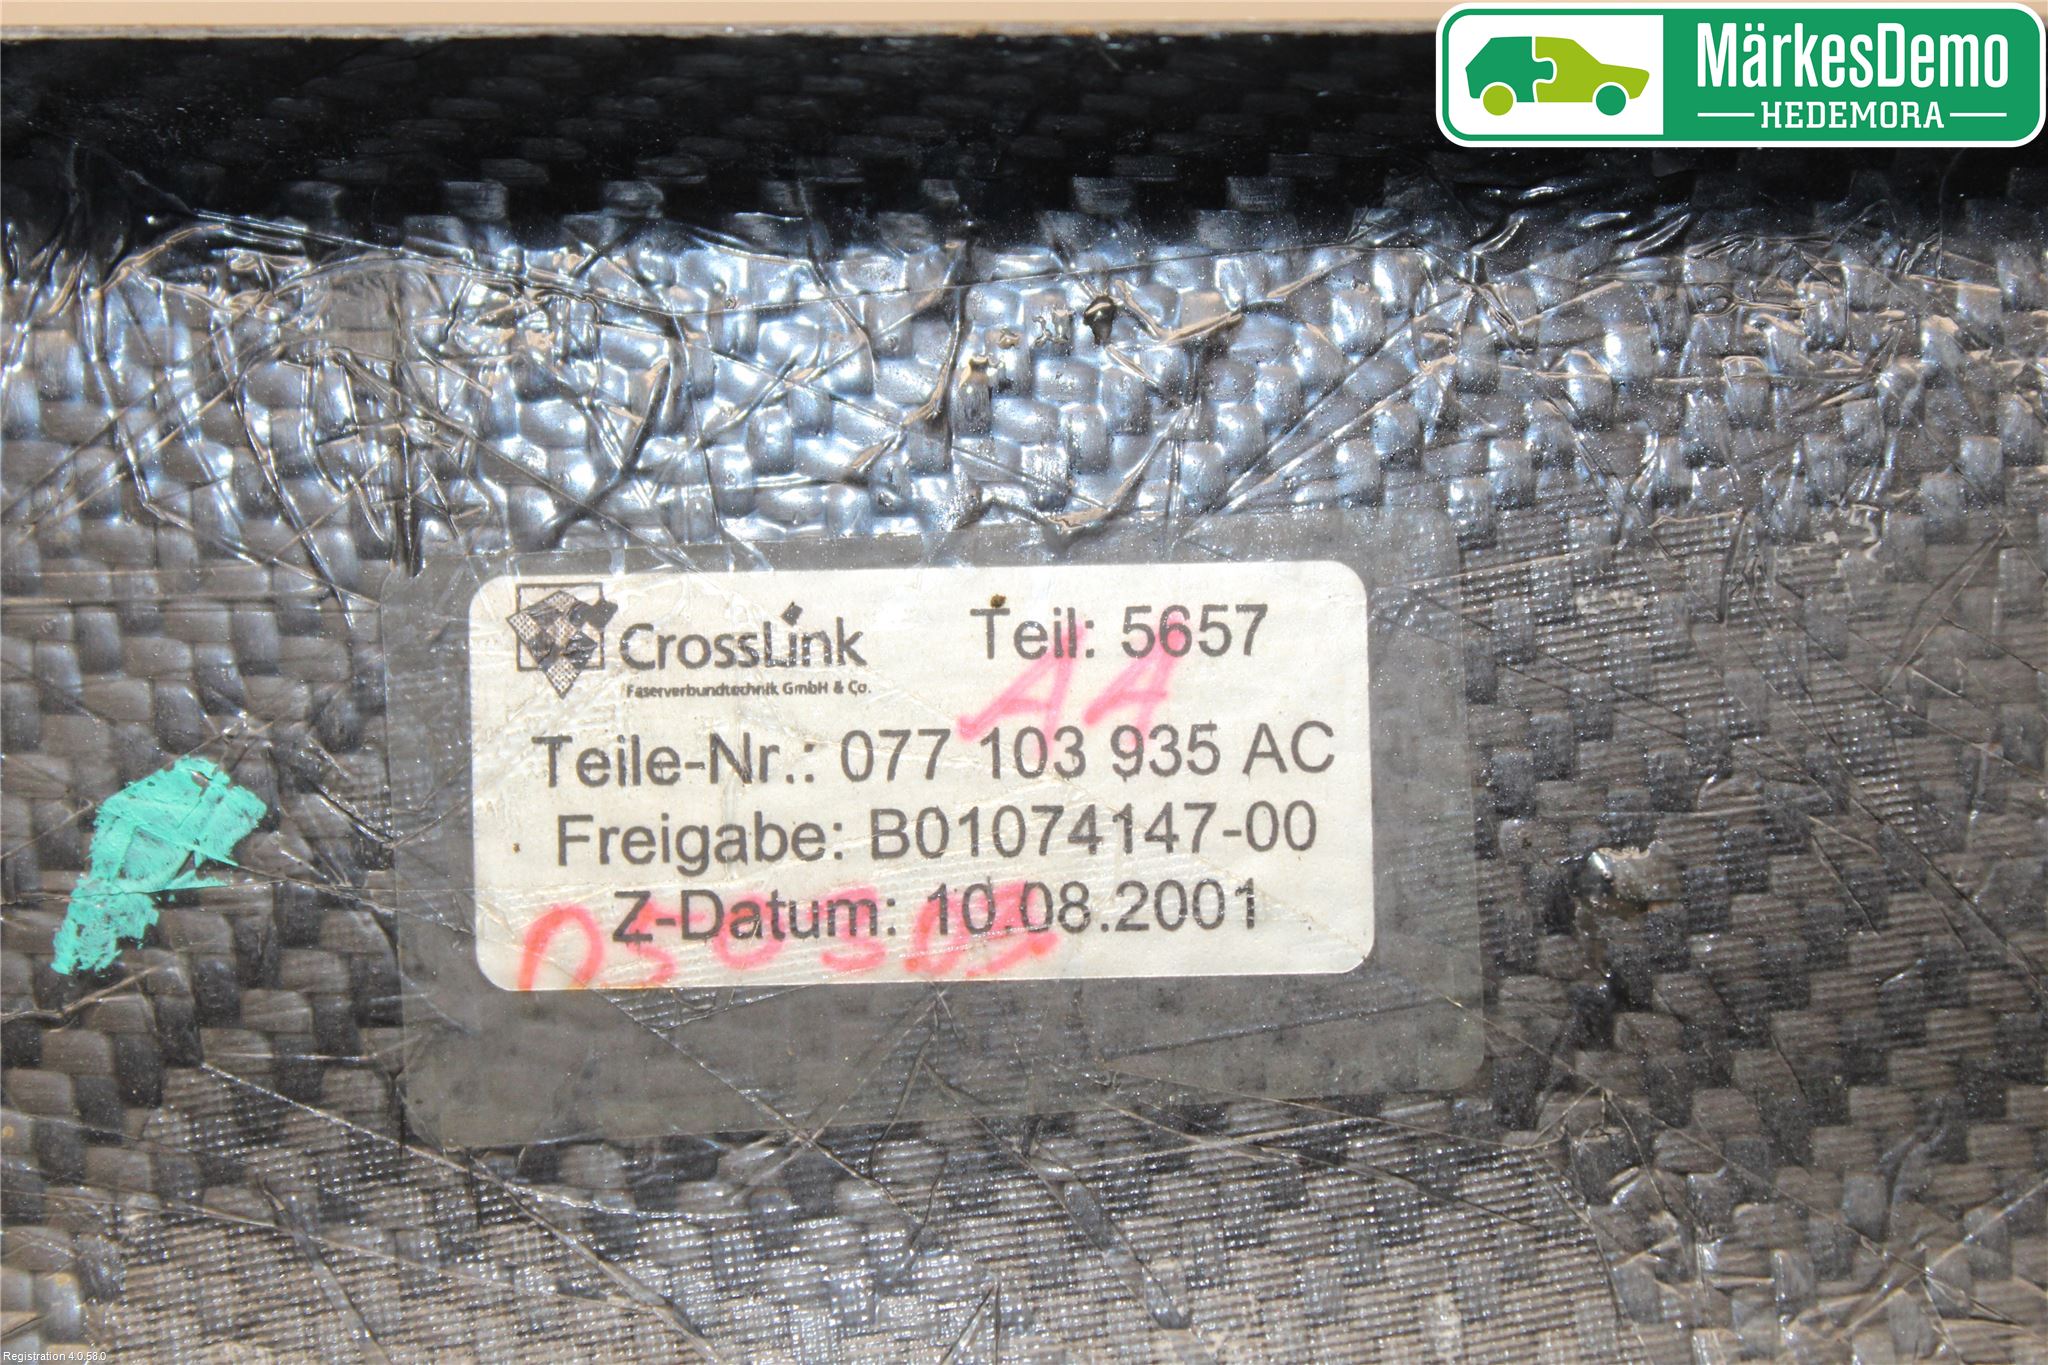 MärkesDemo
HEDEMORA
CrossLink
Faserverbundtechnik GmbH & Co.
Teil: 5657
AA
Teile-Nr.: 077 103 935 AC
Freigabe: B01074147-00
Z-Datum: 10.08.2001
Registration 4.0.58.0